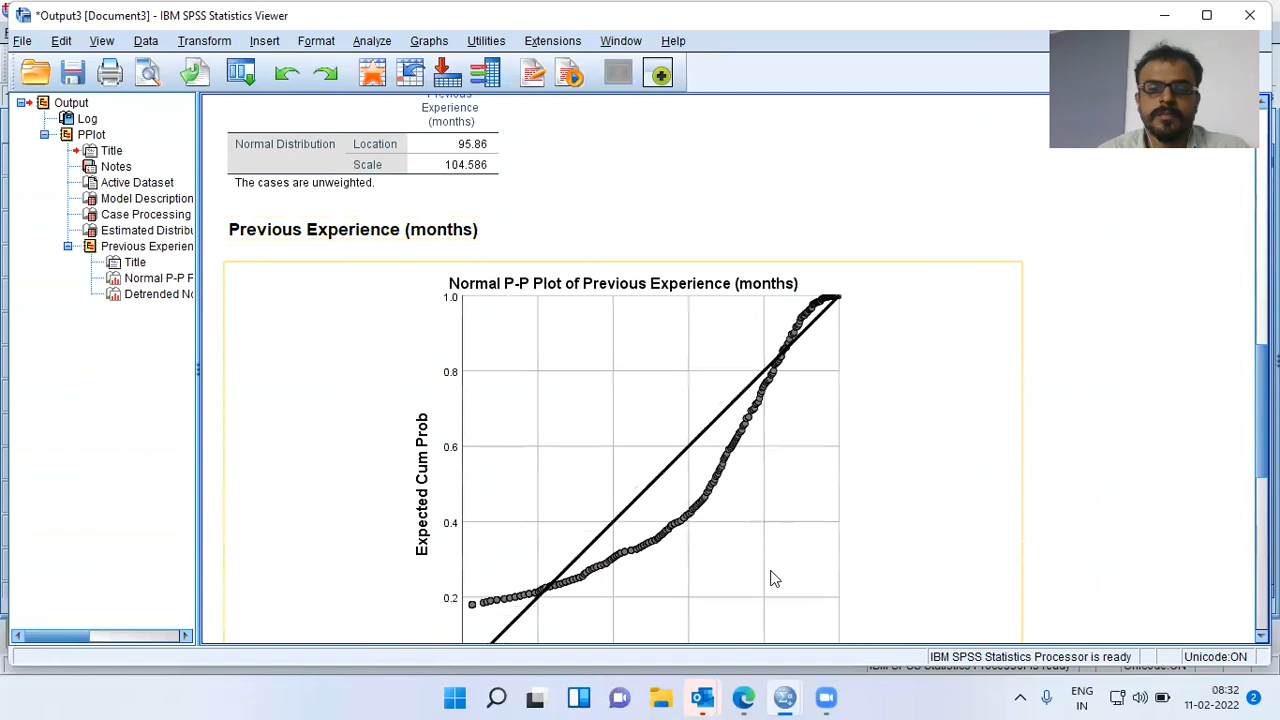 *Output3 [Document3] - IBM SPSS Statistics Viewer
File Edit View Data Transform Insert Format Analyze Graphs Utilities Extensions Window Help
Output
Log
PPlot
Title
Notes
Active Dataset
Model Description
Case Processing
Estimated Distribu
Previous Experien
Title
Normal P-P P
Detrended No
Previous
Experience
(months)
Normal Distribution Location 95.86
Scale 104.586
The cases are unweighted.
Previous Experience (months)
Normal P-P Plot of Previous Experience (months)
1.0
0.8
0.6
0.4
0.2
Expected Cum Prob
IBM SPSS Statistics Processor is ready Unicode:ON
ENG
IN
08:32
11-02-2022
2